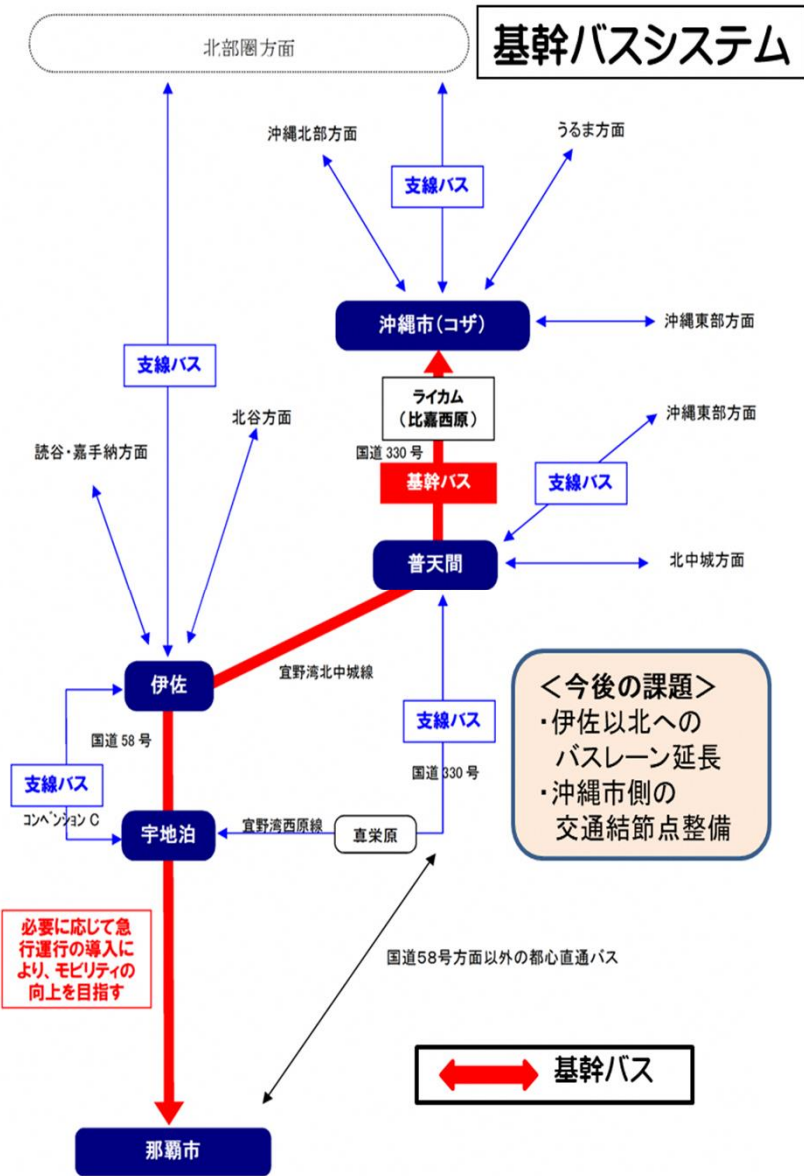 基幹バスシステム
北部圏方面
沖縄北部方面
うるま方面
支線バス
沖縄市(コザ)
沖縄東部方面
支線バス
ライカム
(比嘉西原)
北谷方面
沖縄東部方面
読谷・嘉手納方面
国道 330 号
基幹バス
支線バス
普天間
北中城方面
伊佐
宜野湾北中城線
<今後の課題>
・伊佐以北への
バスレーン延長
・沖縄市側の
交通結節点整備
国道 58 号
支線バス
国道 330 号
支線バス
コンベンション C
宇地泊
宜野湾西原線
真栄原
必要に応じて急
行運行の導入に
より、モビリティの
向上を目指す
国道58号方面以外の都心直通バス
基幹バス
那覇市